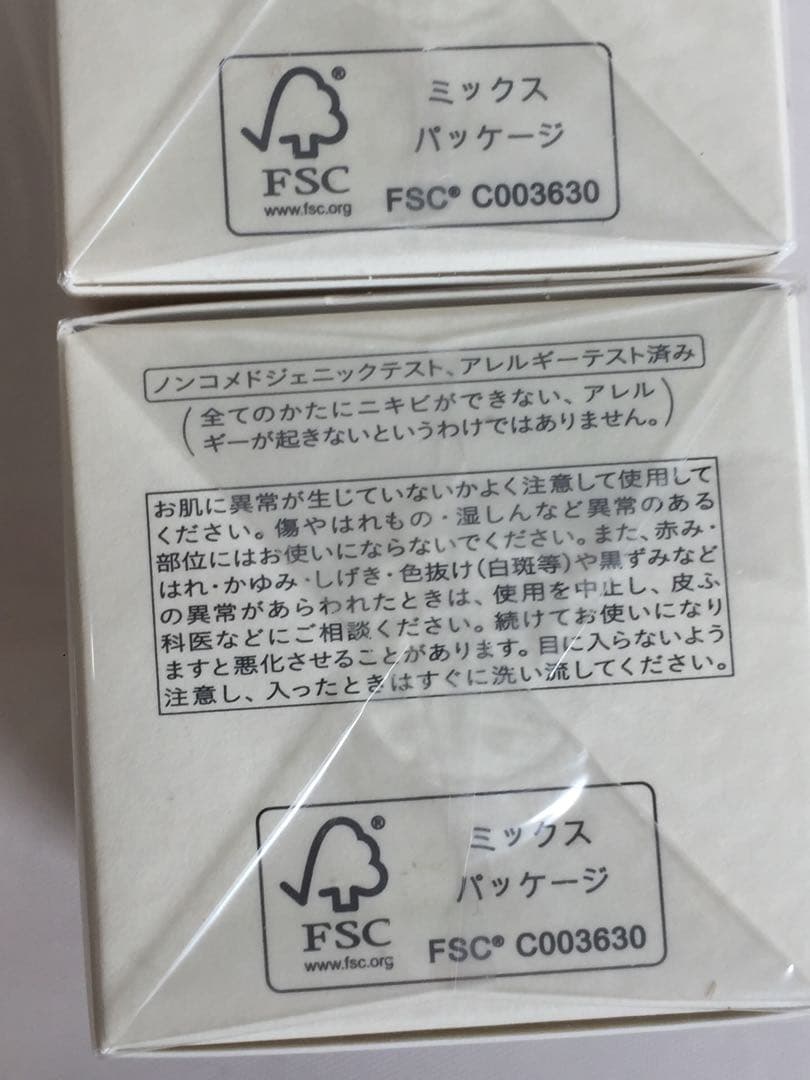 ミックス
パッケージ
FSC® C003630
®
FSC
www.fsc.org
ノンコメドジェニックテスト、アレルギーテスト済み
(全てのかたにニキビができない、アレル
ギーが起きないというわけではありません。)
お肌に異常が生じていないかよく注意して使用して
ください。傷やはれもの・湿しんなど異常のある
部位にはお使いにならないでください。また、赤み・
はれ・かゆみ・しげき・色抜け(白斑等)や黒ずみなど
の異常があらわれたときは、使用を中止し、皮ふ
科医などにご相談ください。続けてお使いになり
ますと悪化させることがあります。目に入らないよう
注意し、入ったときはすぐに洗い流してください。
ミックス
パッケージ
FSC® C003630
®
FSC
www.fsc.org